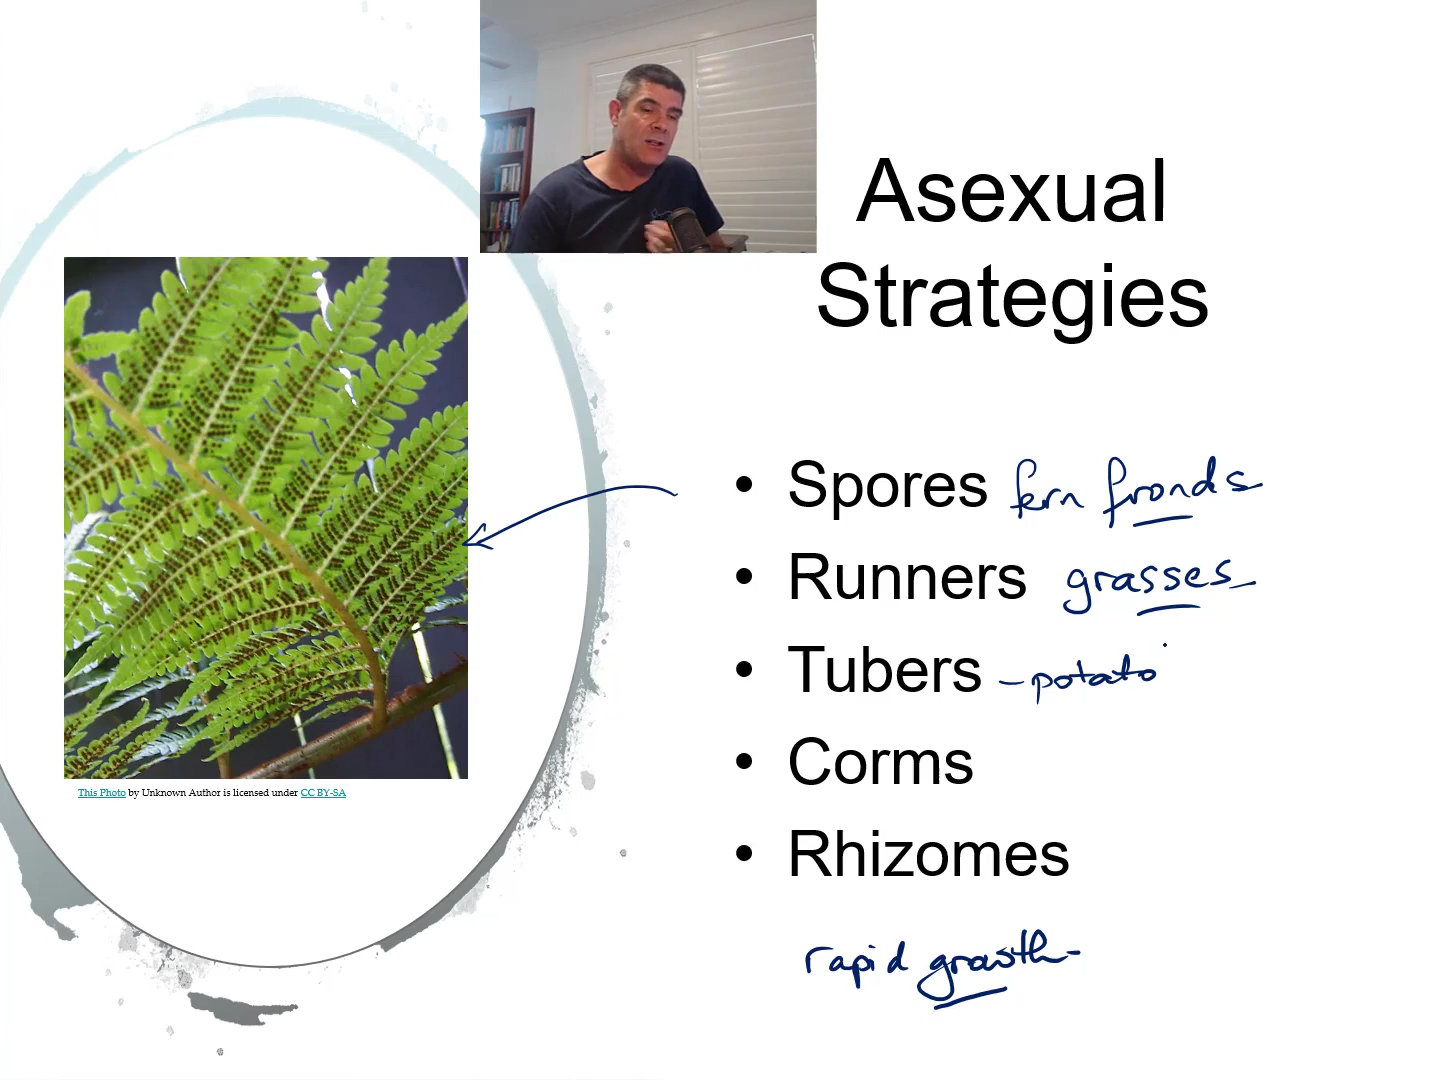 Asexual
Strategies
• Spores fern fronds
• Runners grasses
• Tubers - potato
• Corms
• Rhizomes
rapid growth
This Photo by Unknown Author is licensed under CC BY-SA